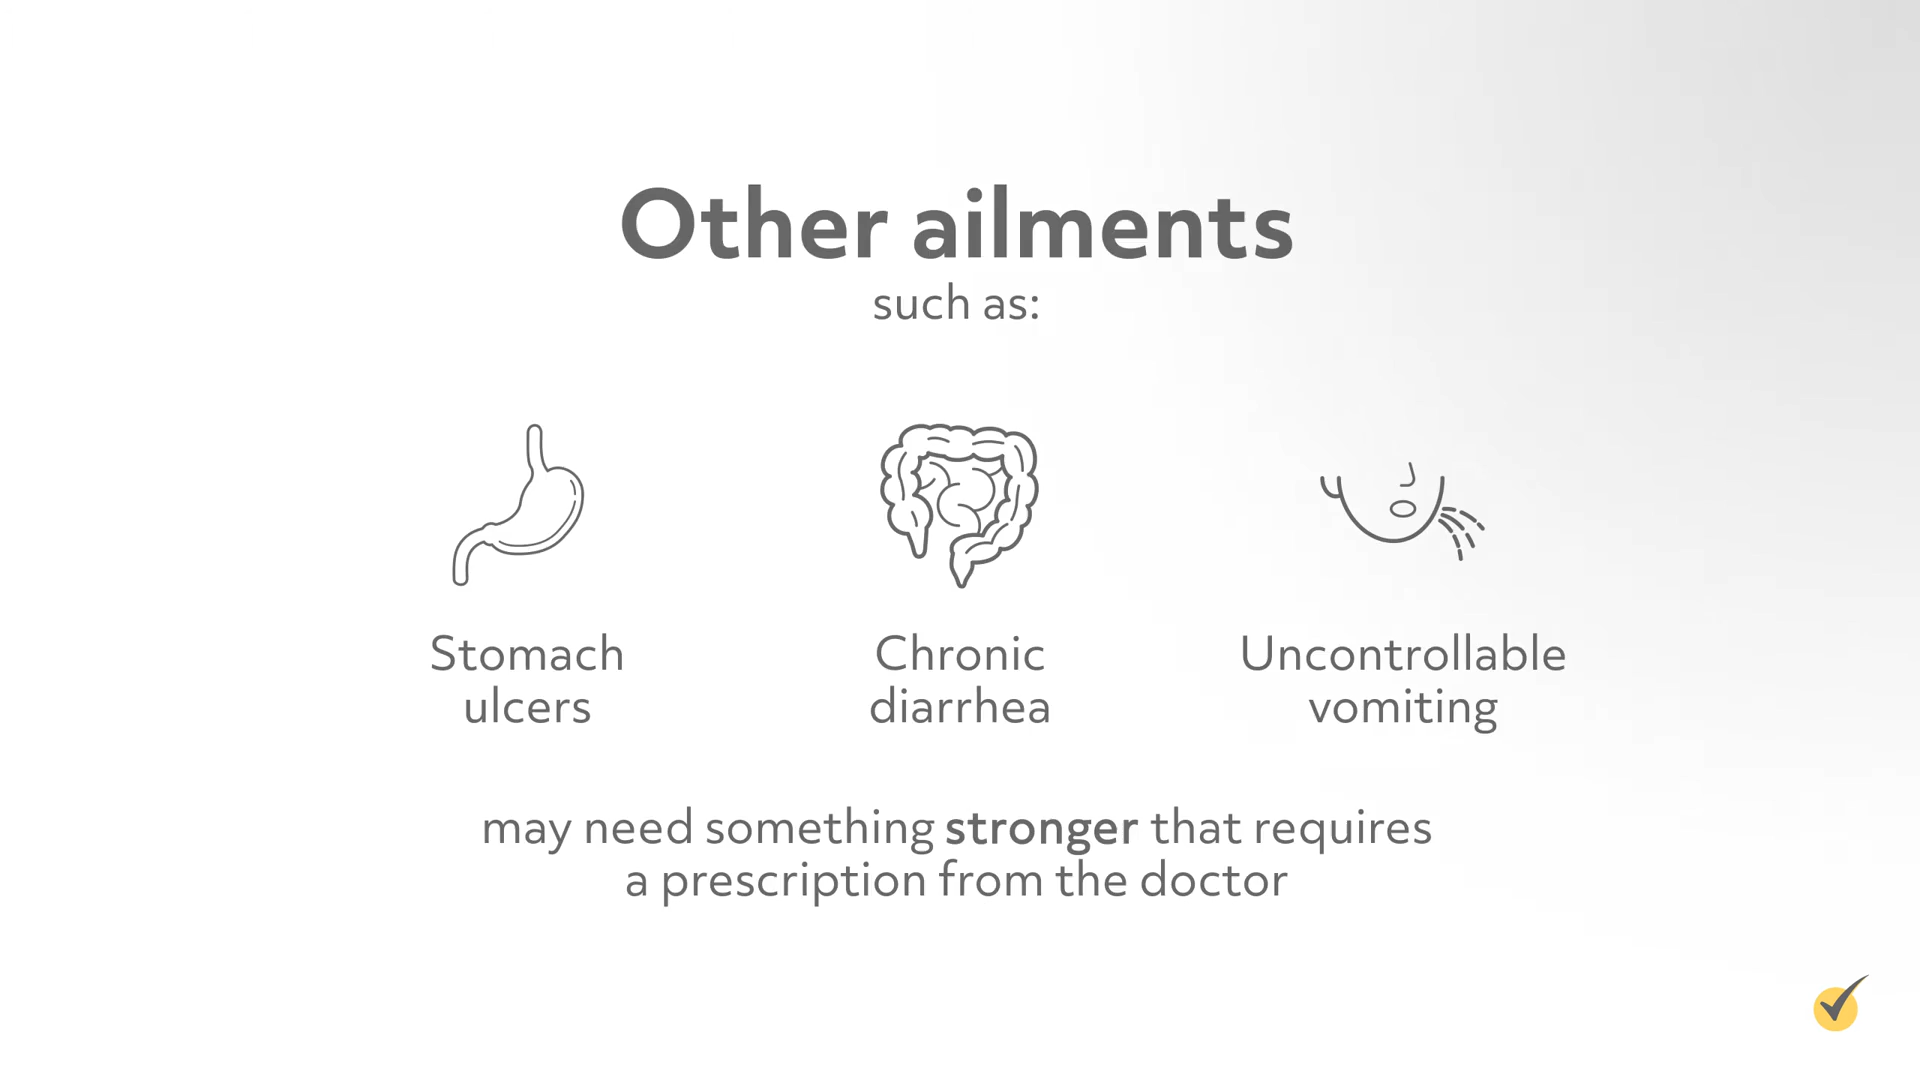 Other ailments
such as:
Stomach
ulcers
Chronic
diarrhea
Uncontrollable
vomiting
may need something stronger that requires
a prescription from the doctor